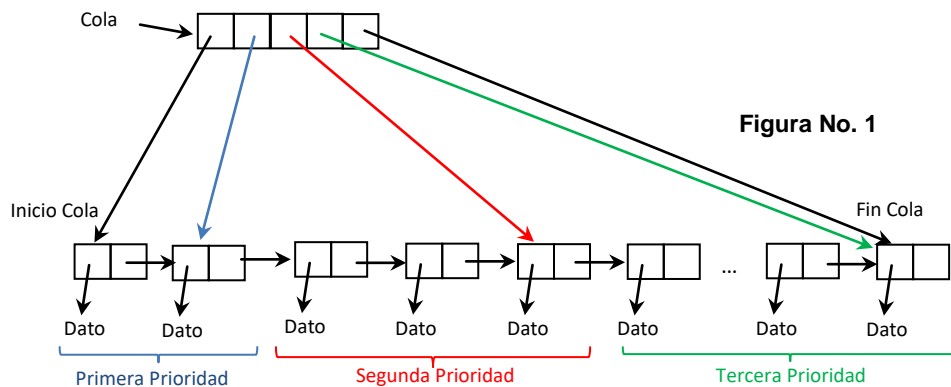 Cola
Figura No. 1
Inicio Cola
Fin Cola
...
Dato Dato Dato Dato Dato Dato Dato Dato
Primera Prioridad Segunda Prioridad Tercera Prioridad